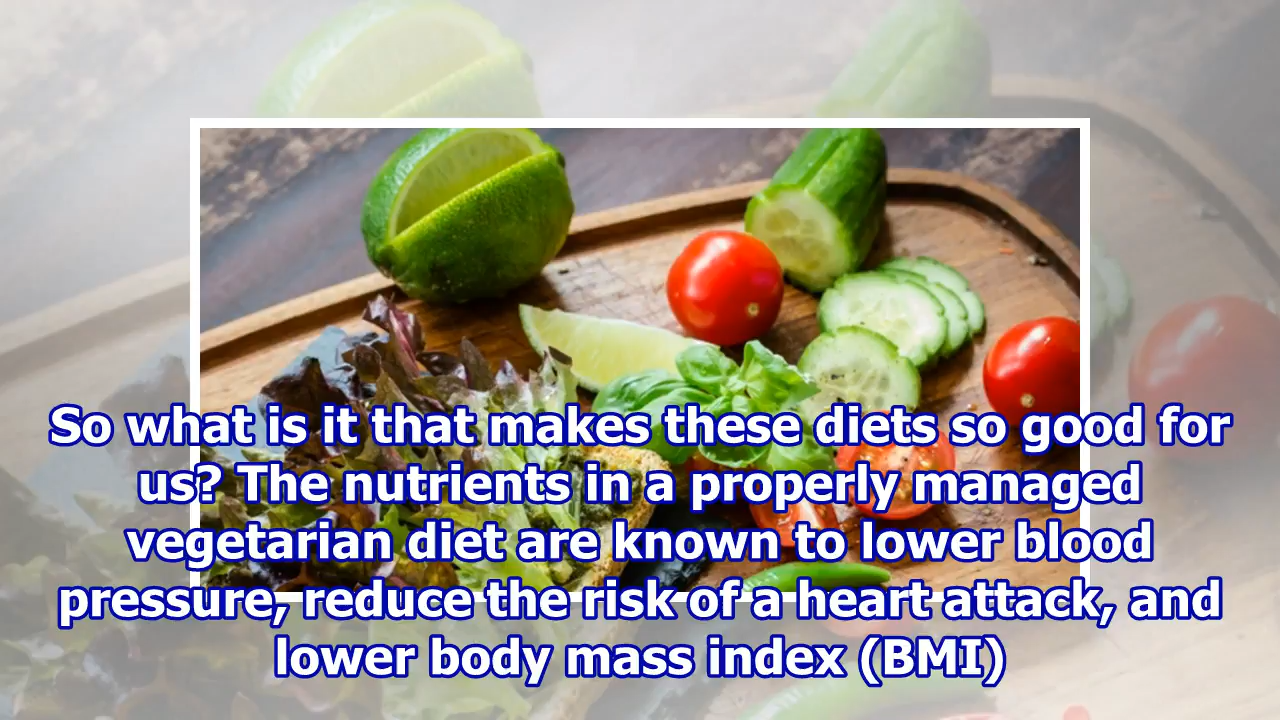 So what is it that makes these diets so good for
us? The nutrients in a properly managed
vegetarian diet are known to lower blood
pressure, reduce the risk of a heart attack, and
lower body mass index (BMI)